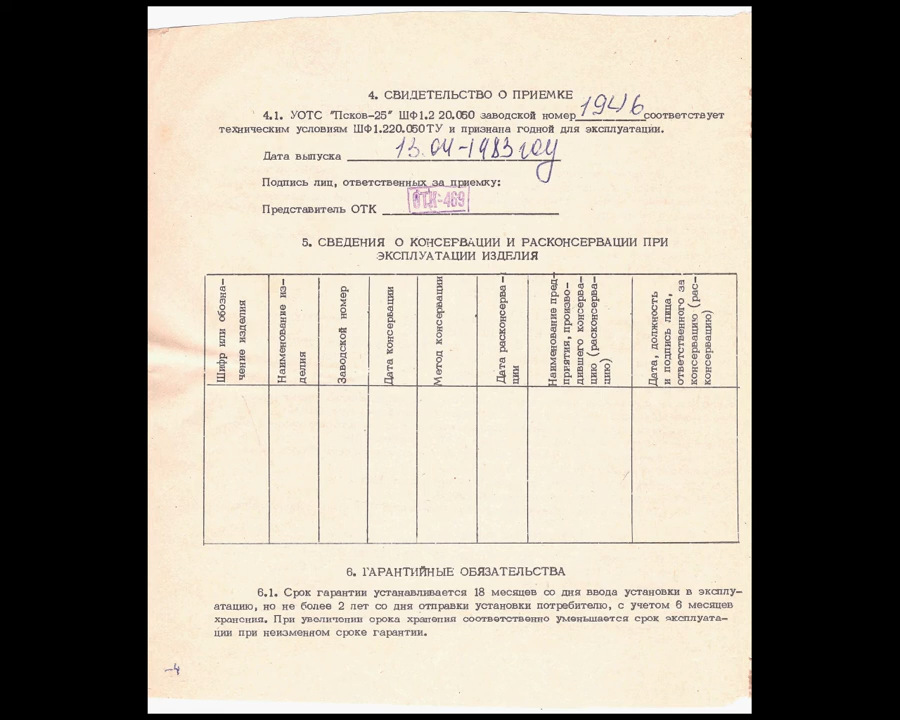 4. СВИДЕТЕЛЬСТВО О ПРИЕМКЕ
4.1. УОТС "Псков-25" ШФ1.2 20.050 заводской номер 1946 соответствует
техническим условиям ШФ1.220.050ТУ и признана годной для эксплуатации.
Дата выпуска 13.04-1983 году
Подпись лиц, ответственных за приемку:
Представитель ОТК ОТК-469
5. СВЕДЕНИЯ О КОНСЕРВАЦИИ И РАСКОНСЕРВАЦИИ ПРИ
ЭКСПЛУАТАЦИИ ИЗДЕЛИЯ
Шифр или обозна-
чение изделия
Наименование из-
делия
Заводской номер
Дата консервации
Метод консервации
Дата расконсерва-
ции
Наименование пред-
приятия, произво-
дившего консерва-
цию (расконсерва-
цию)
Дата, должность
и подпись лица,
ответственного за
консервацию (рас-
консервацию)
6. ГАРАНТИЙНЫЕ ОБЯЗАТЕЛЬСТВА
6.1. Срок гарантии устанавливается 18 месяцев со дня ввода установки в эксплу-
атацию, но не более 2 лет со дня отправки установки потребителю, с учетом 6 месяцев
хранения. При увеличении срока хранения соответственно уменьшается срок эксплуата-
ции при неизменном сроке гарантии.
-4